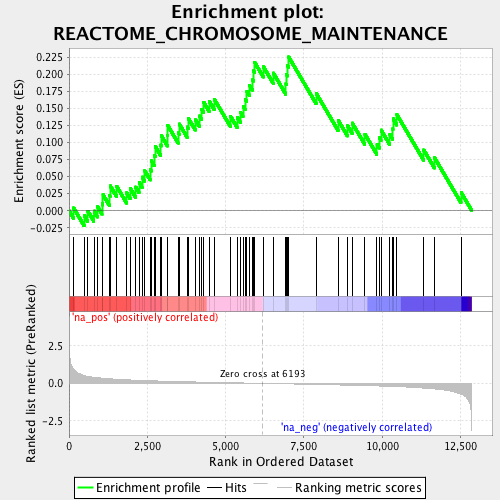 Enrichment plot:
REACTOME_CHROMOSOME_MAINTENANCE
Enrichment score (ES)
0.225
0.200
0.175
0.150
0.125
0.100
0.075
0.050
0.025
0.000
-0.025
'na_pos' (positively correlated)
Ranked list metric (PreRanked)
2.5
0.0
-2.5
Zero cross at 6193
'na_neg' (negatively correlated)
0
2,500
5,000
7,500
10,000
12,500
Rank in Ordered Dataset
Enrichment profile
Hits
Ranking metric scores